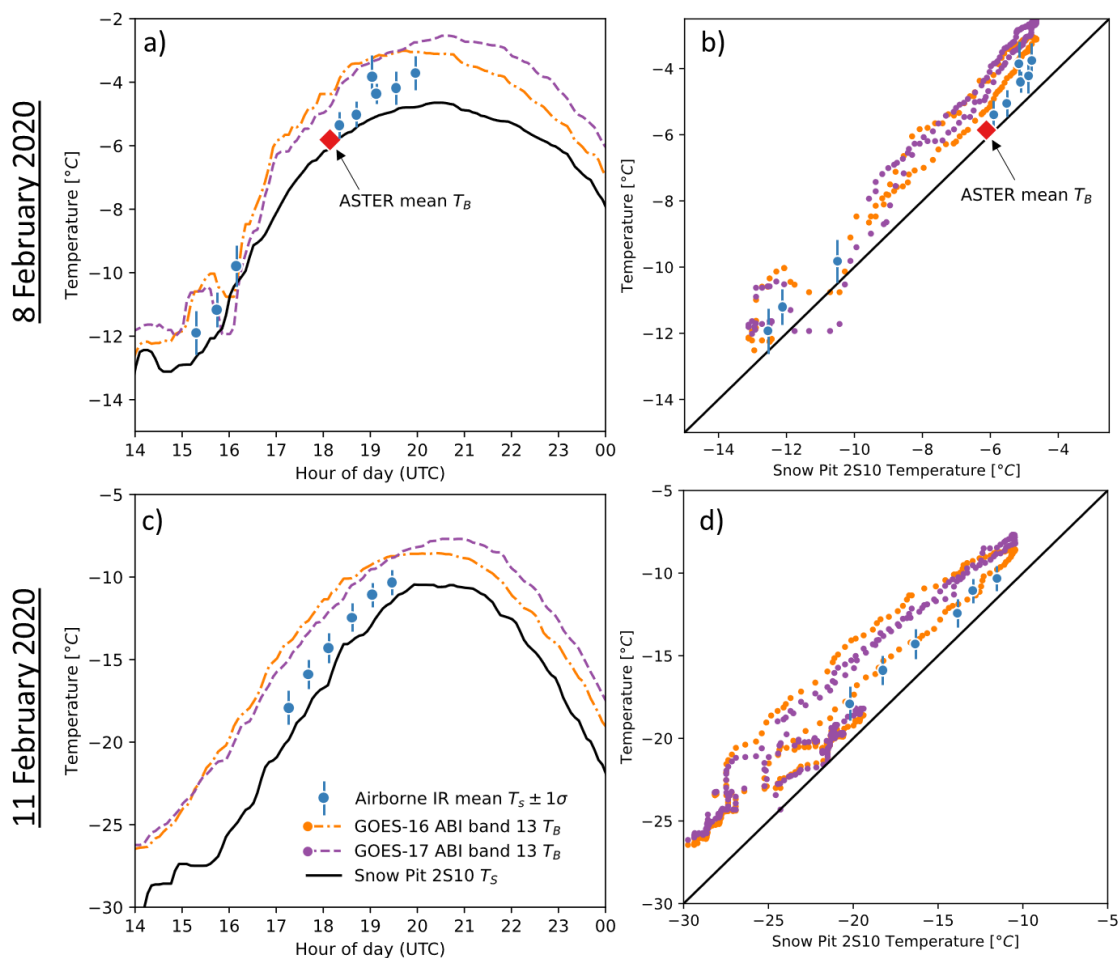 8 February 2020
a)
Temperature [°C]
−2
−4
−6
−8
−10
−12
−14
14 15 16 17 18 19 20 21 22 23 00
Hour of day (UTC)
ASTER mean T_B
b)
Temperature [°C]
−4
−6
−8
−10
−12
−14
−14 −12 −10 −8 −6 −4
Snow Pit 2S10 Temperature [°C]
ASTER mean T_B
11 February 2020
c)
Temperature [°C]
−5
−10
−15
−20
−25
−30
14 15 16 17 18 19 20 21 22 23 00
Hour of day (UTC)
Airborne IR mean T_s ± 1σ
GOES-16 ABI band 13 T_B
GOES-17 ABI band 13 T_B
Snow Pit 2S10 T_S
d)
Temperature [°C]
−5
−10
−15
−20
−25
−30
−30 −25 −20 −15 −10 −5
Snow Pit 2S10 Temperature [°C]